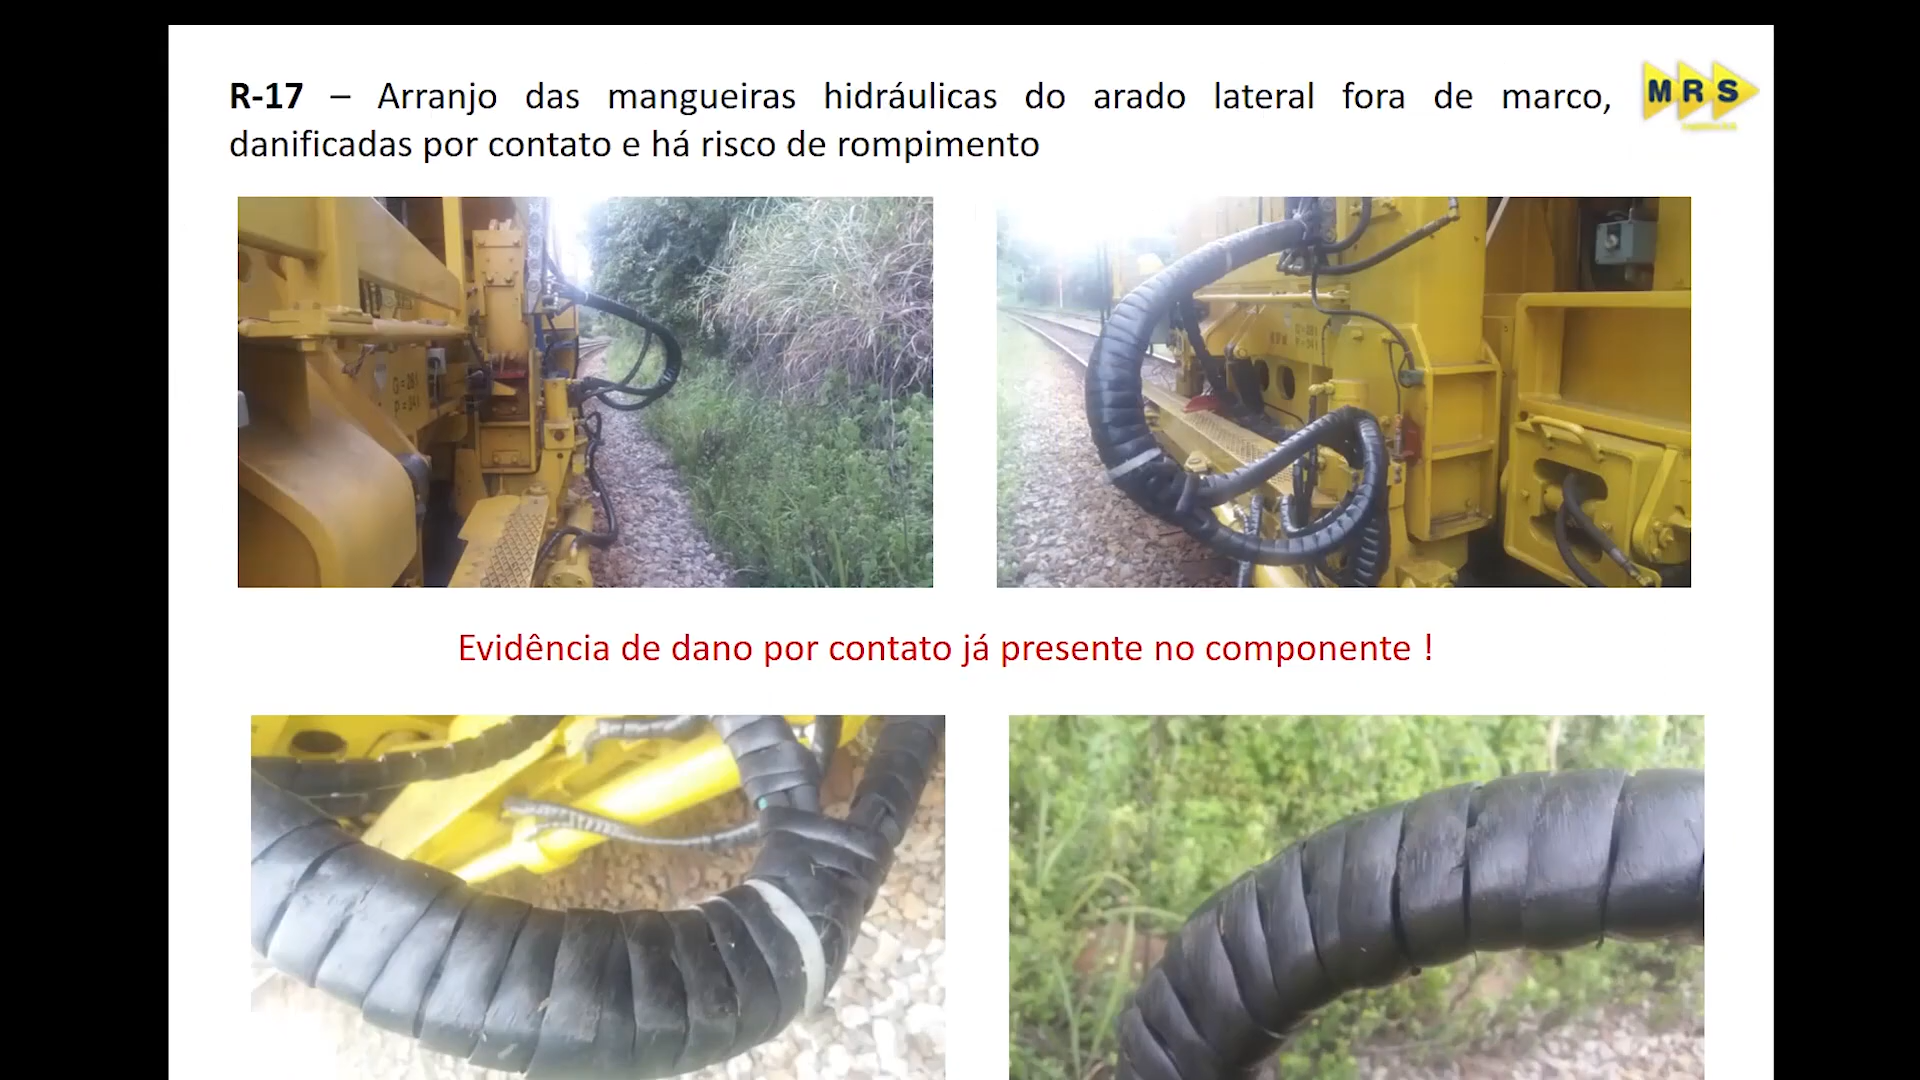 R-17 – Arranjo das mangueiras hidráulicas do arado lateral fora de marco,
danificadas por contato e há risco de rompimento
MRS
Evidência de dano por contato já presente no componente !